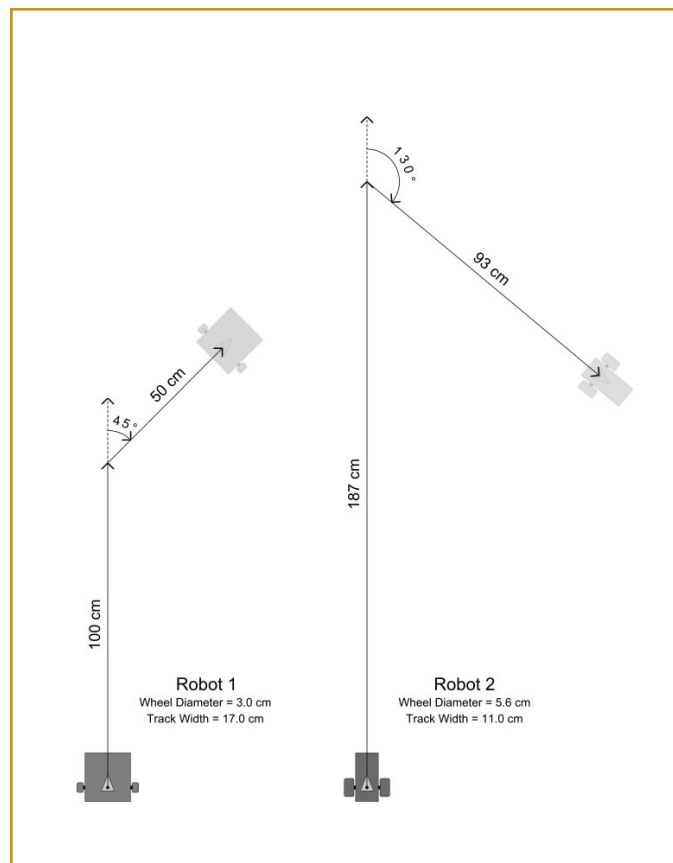 130°
93 cm
50 cm
45°
187 cm
100 cm
Robot 1
Wheel Diameter = 3.0 cm
Track Width = 17.0 cm
Robot 2
Wheel Diameter = 5.6 cm
Track Width = 11.0 cm